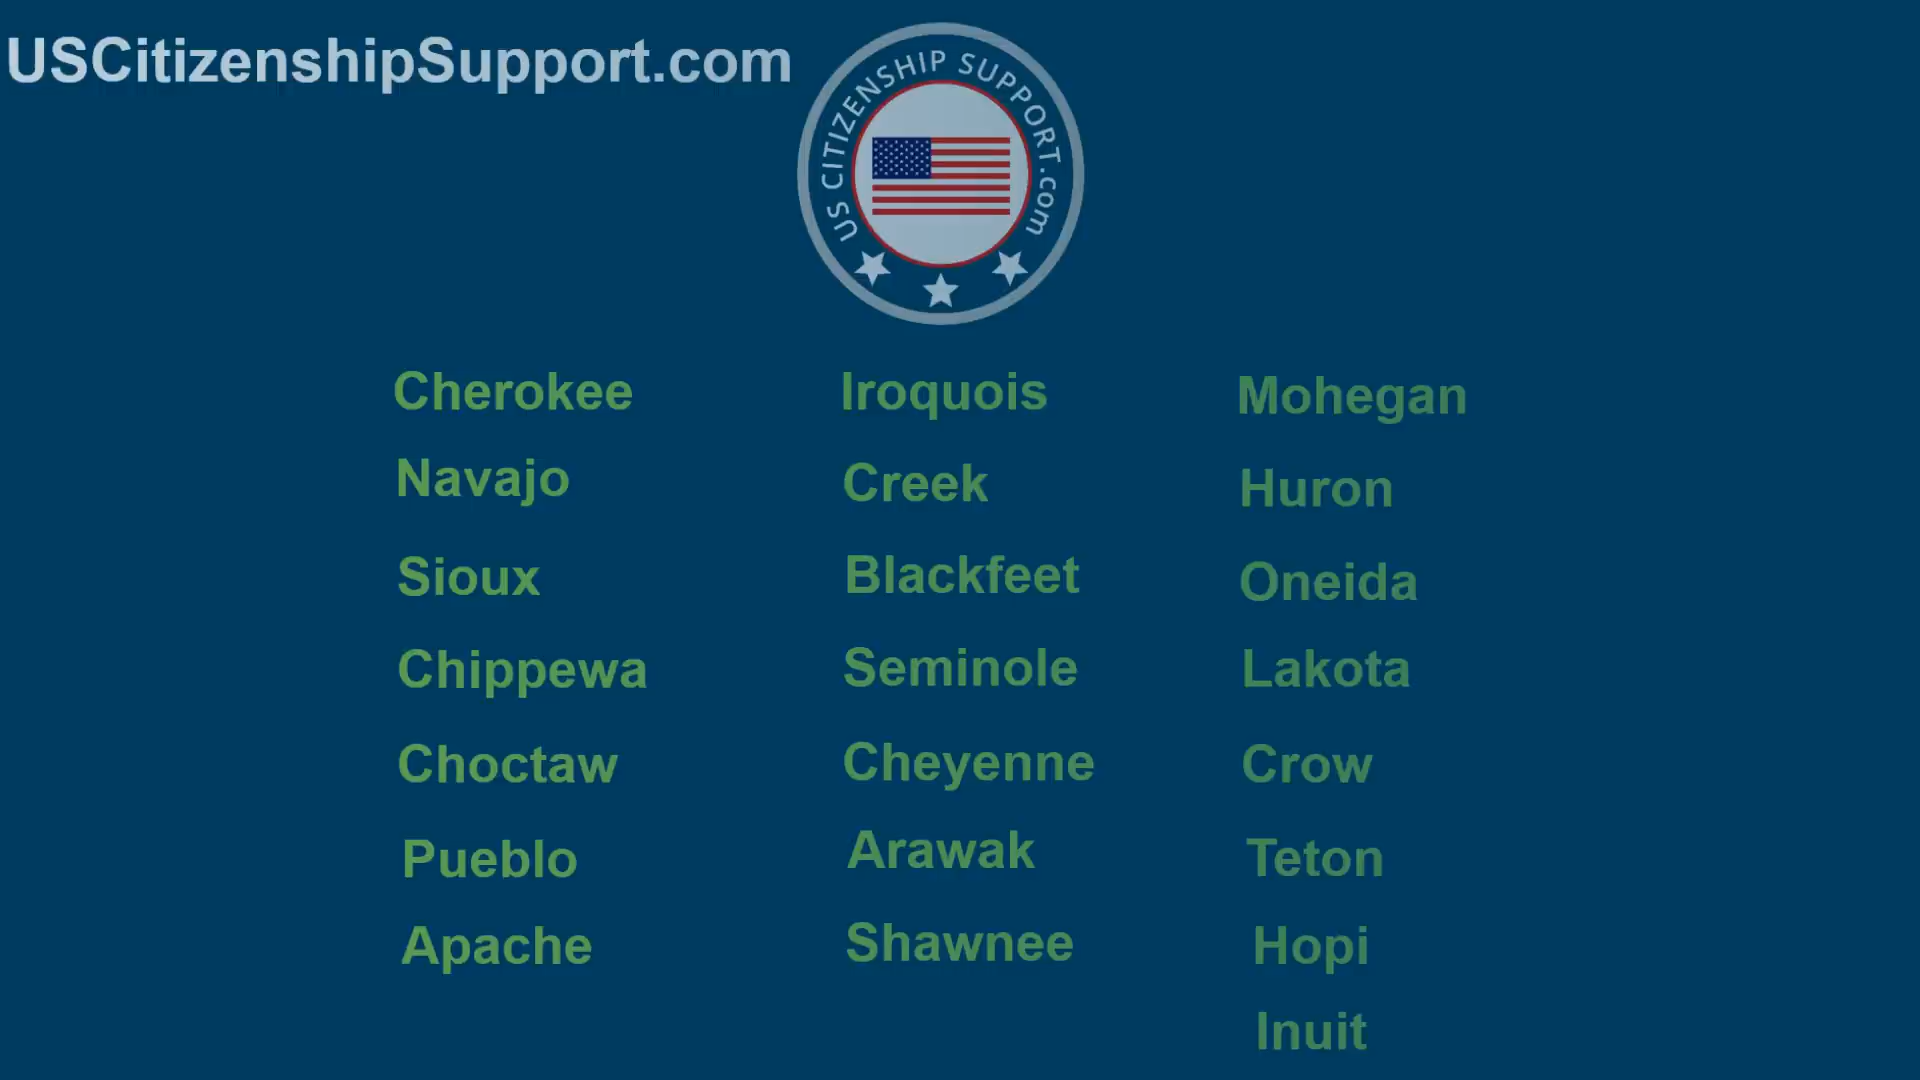 USCitizenshipSupport.com
US CITIZENSHIP SUPPORT.com
Cherokee
Navajo
Sioux
Chippewa
Choctaw
Pueblo
Apache
Iroquois
Creek
Blackfeet
Seminole
Cheyenne
Arawak
Shawnee
Mohegan
Huron
Oneida
Lakota
Crow
Teton
Hopi
Inuit